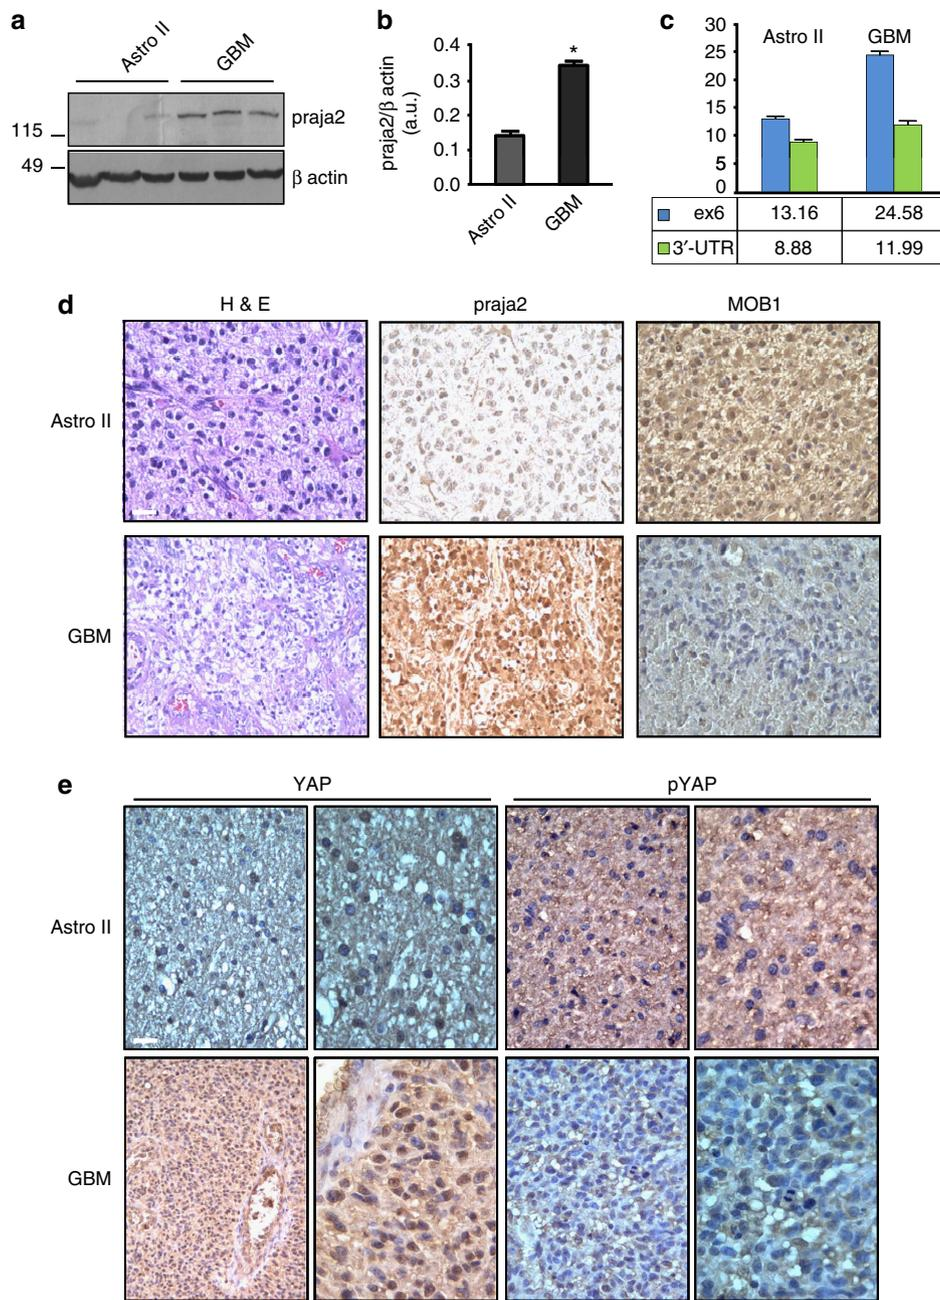 a
Astro II
GBM
praja2
115
49
β actin
b
praja2/β actin
(a.u.)
0.4
0.3
0.2
0.1
0.0
*
Astro II
GBM
c
30
25
20
15
10
5
0
Astro II
GBM
ex6 13.16 24.58
3′-UTR 8.88 11.99
d
H & E praja2 MOB1
Astro II
GBM
e
YAP pYAP
Astro II
GBM